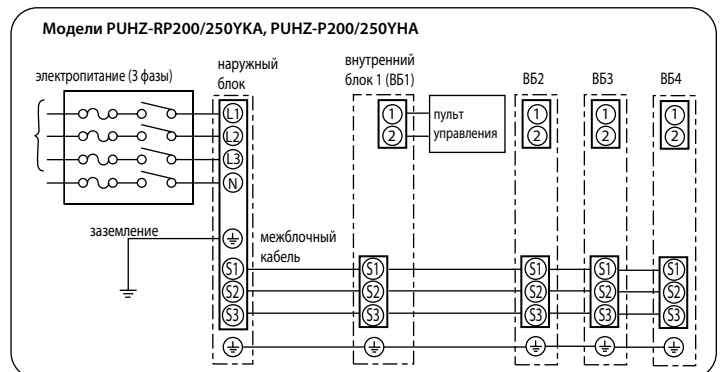 Модели PUHZ-RP200/250YKA, PUHZ-P200/250YHA
электропитание (3 фазы)
наружный
блок
внутренний
блок 1 (ВБ1)
ВБ2
ВБ3
ВБ4
L1
L2
L3
N
1
2
пульт
управления
1
2
1
2
1
2
заземление
межблочный
кабель
S1
S2
S3
S1
S2
S3
S1
S2
S3
S1
S2
S3
S1
S2
S3